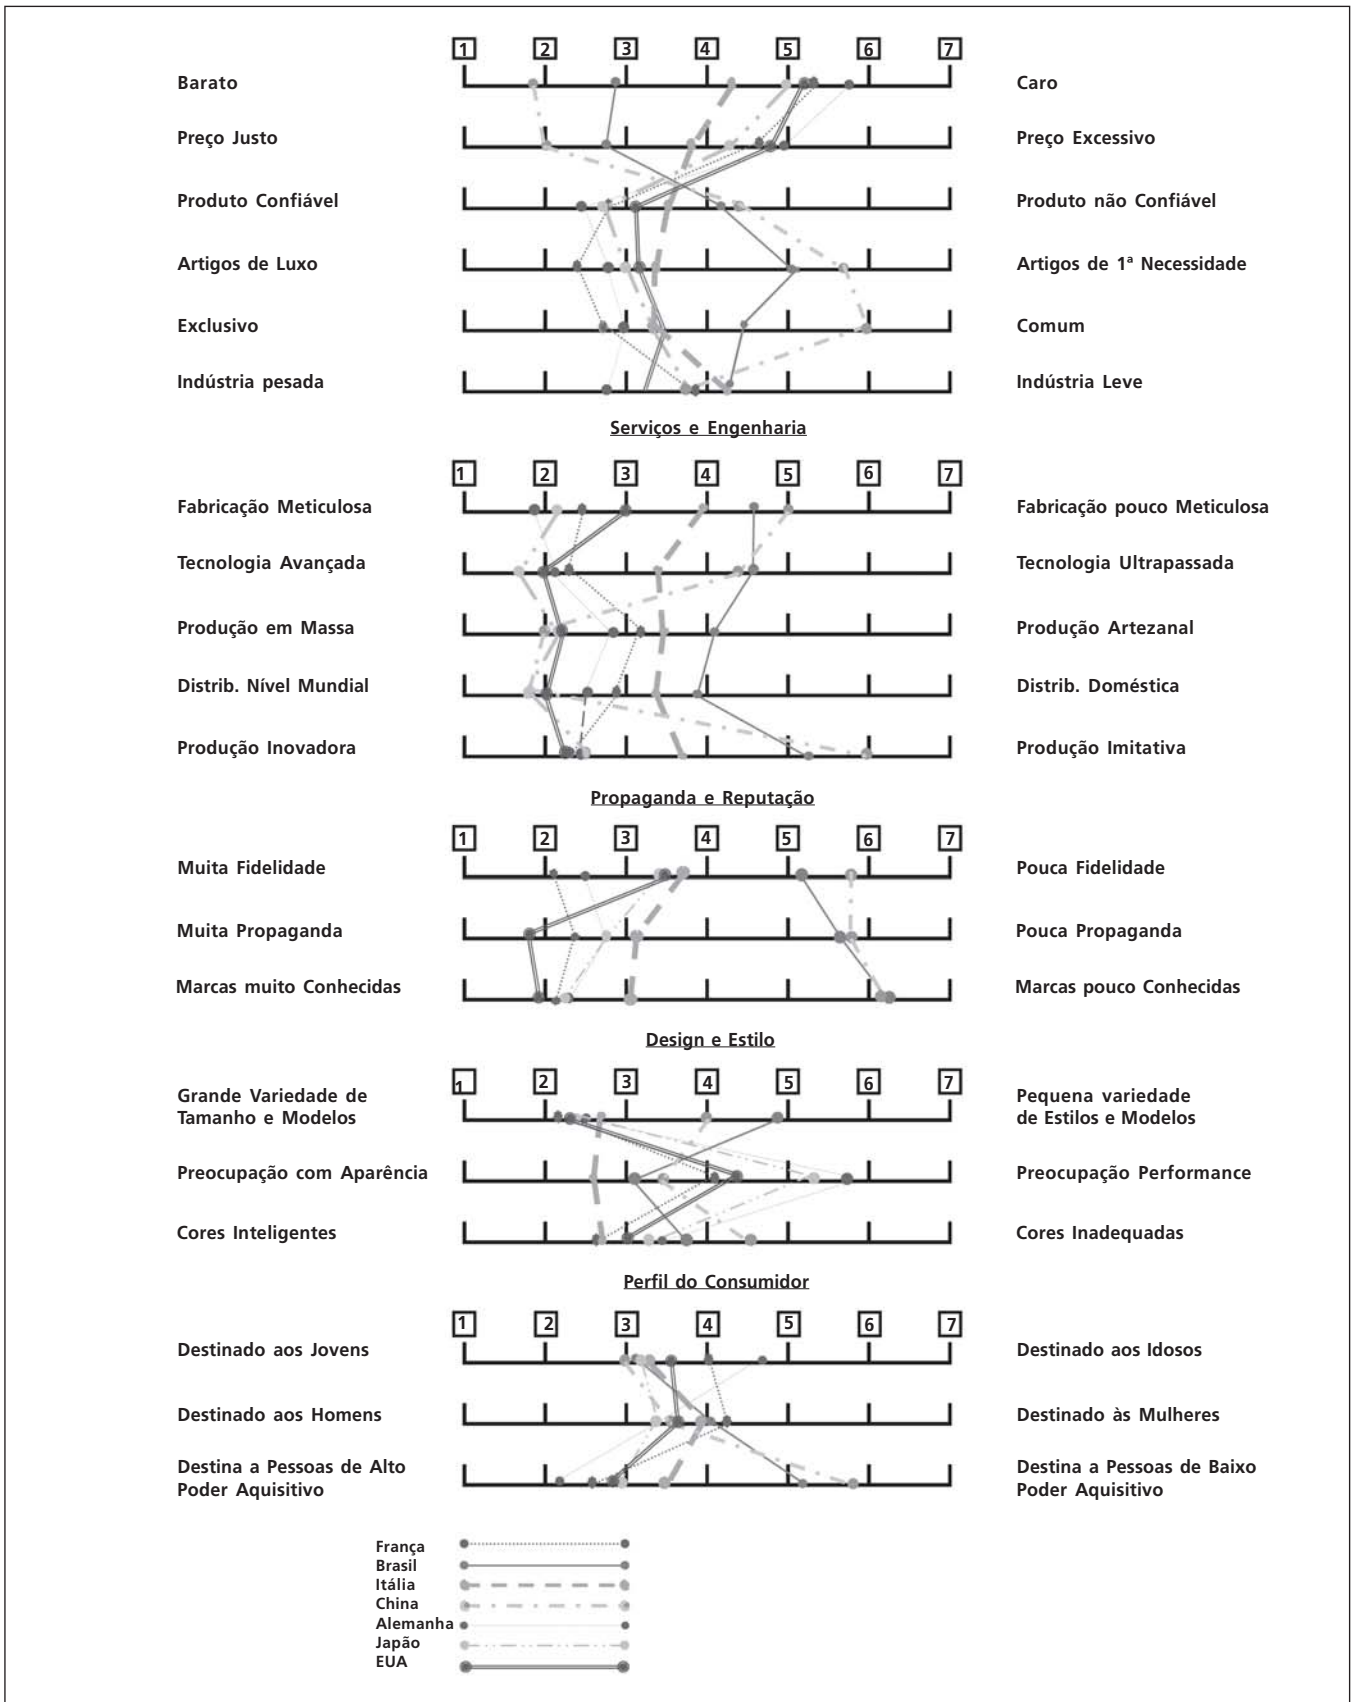 1 2 3 4 5 6 7
Barato Caro
Preço Justo Preço Excessivo
Produto Confiável Produto não Confiável
Artigos de Luxo Artigos de 1ª Necessidade
Exclusivo Comum
Indústria pesada Indústria Leve
Serviços e Engenharia
1 2 3 4 5 6 7
Fabricação Meticulosa Fabricação pouco Meticulosa
Tecnologia Avançada Tecnologia Ultrapassada
Produção em Massa Produção Artezanal
Distrib. Nível Mundial Distrib. Doméstica
Produção Inovadora Produção Imitativa
Propaganda e Reputação
1 2 3 4 5 6 7
Muita Fidelidade Pouca Fidelidade
Muita Propaganda Pouca Propaganda
Marcas muito Conhecidas Marcas pouco Conhecidas
Design e Estilo
1 2 3 4 5 6 7
Grande Variedade de Pequena variedade
Tamanho e Modelos de Estilos e Modelos
Preocupação com Aparência Preocupação Performance
Cores Inteligentes Cores Inadequadas
Perfil do Consumidor
1 2 3 4 5 6 7
Destinado aos Jovens Destinado aos Idosos
Destinado aos Homens Destinado às Mulheres
Destina a Pessoas de Alto Destina a Pessoas de Baixo
Poder Aquisitivo Poder Aquisitivo
França
Brasil
Itália
China
Alemanha
Japão
EUA